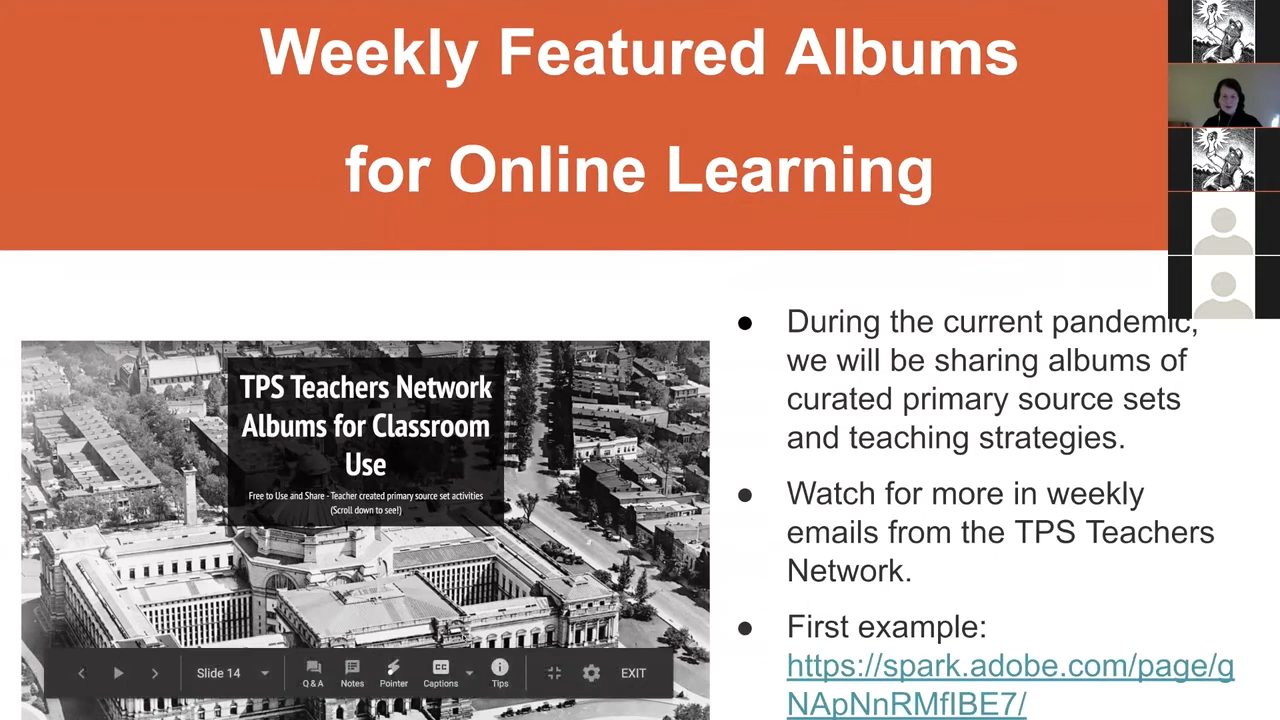 Weekly Featured Albums
for Online Learning
TPS Teachers Network
Albums for Classroom
Use
Free to Use and Share - Teacher created primary source set activities
(Scroll down to see!)
Slide 14
Q & A
Notes
Pointer
CC
Captions
Tips
EXIT
● During the current pandemic,
we will be sharing albums of
curated primary source sets
and teaching strategies.
● Watch for more in weekly
emails from the TPS Teachers
Network.
● First example:
https://spark.adobe.com/page/g
NApNnRMfIBE7/